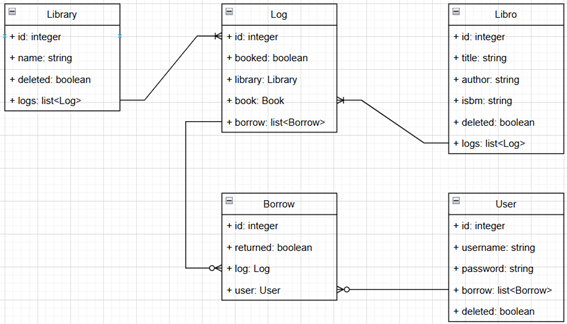 Library
+ id: integer
+ name: string
+ deleted: boolean
+ logs: list<Log>
Log
+ id: integer
+ booked: boolean
+ library: Library
+ book: Book
+ borrow: list<Borrow>
Libro
+ id: integer
+ title: string
+ author: string
+ isbm: string
+ deleted: boolean
+ logs: list<Log>
Borrow
+ id: integer
+ returned: boolean
+ log: Log
+ user: User
User
+ id: integer
+ username: string
+ password: string
+ borrow: list<Borrow>
+ deleted: boolean